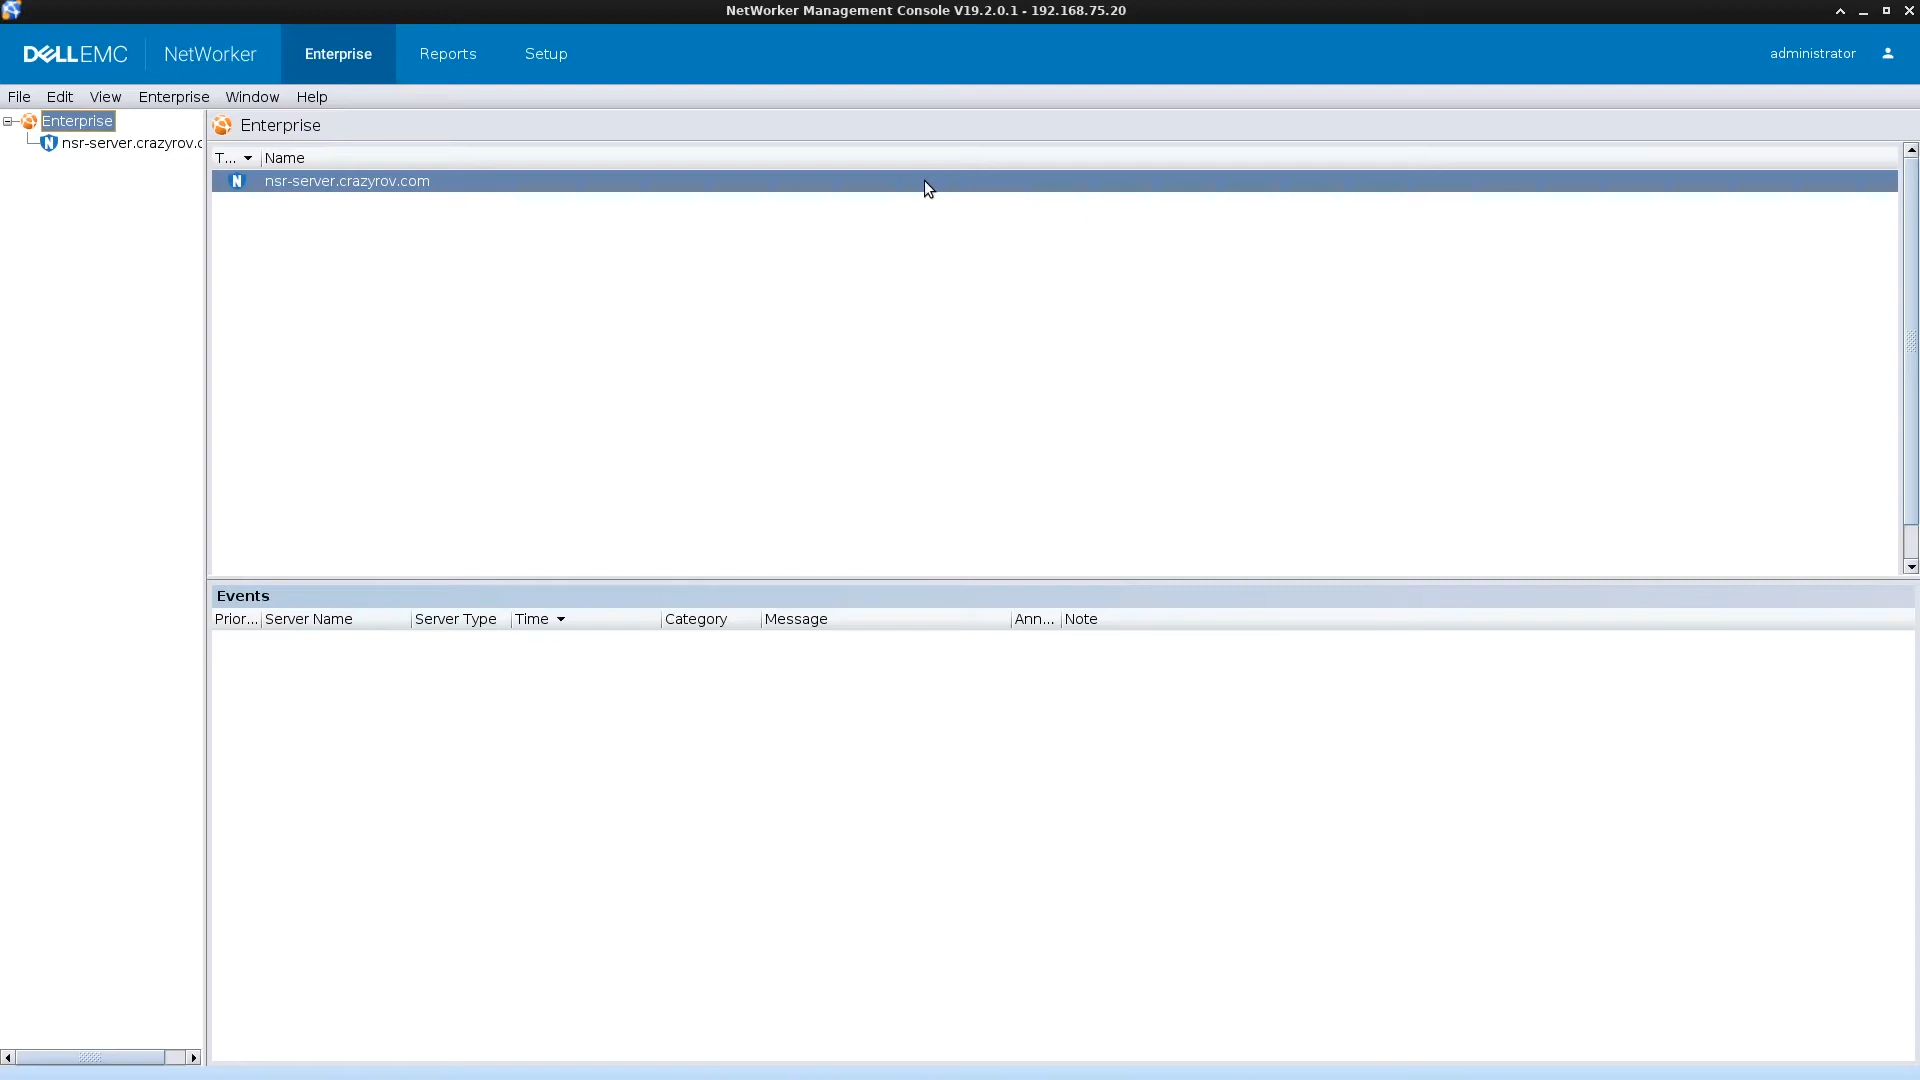 NetWorker Management Console V19.2.0.1 - 192.168.75.20
DELLEMC NetWorker Enterprise Reports Setup administrator
File Edit View Enterprise Window Help
Enterprise
nsr-server.crazyrov.c
Enterprise
T... Name
N nsr-server.crazyrov.com
Events
Prior... Server Name Server Type Time Category Message Ann... Note